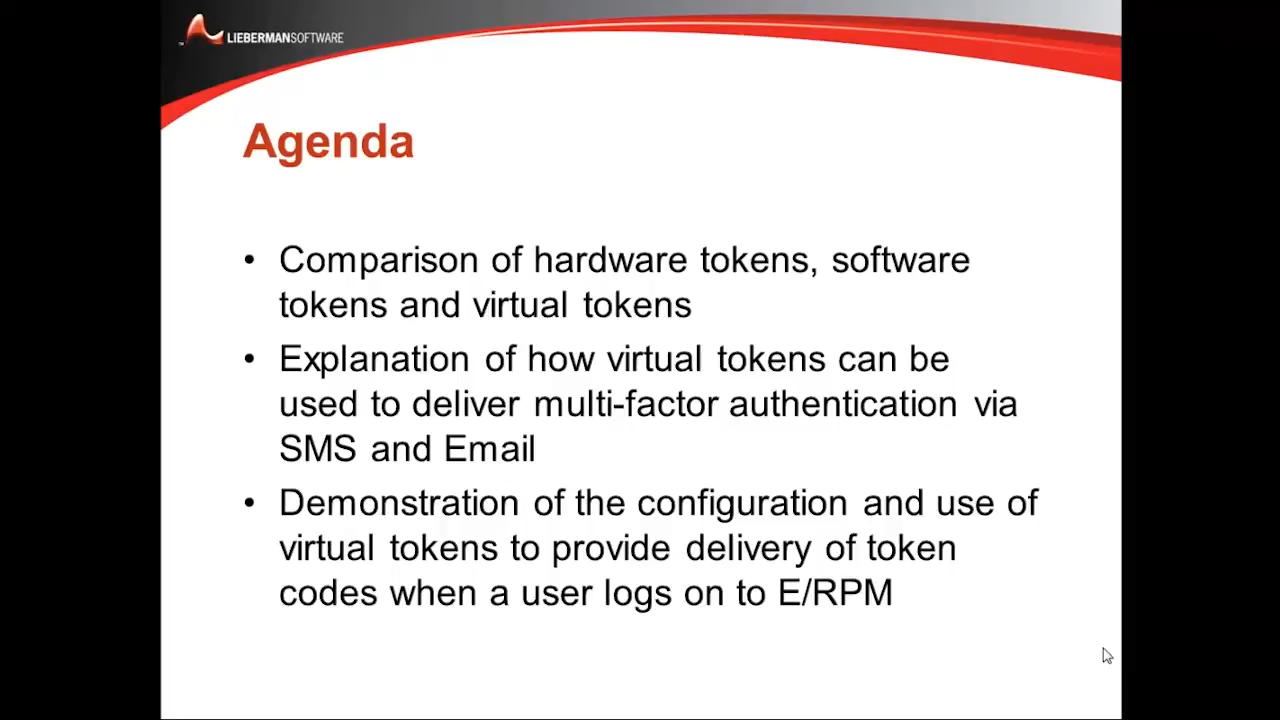 LIEBERMANSOFTWARE
Agenda
• Comparison of hardware tokens, software
tokens and virtual tokens
• Explanation of how virtual tokens can be
used to deliver multi-factor authentication via
SMS and Email
• Demonstration of the configuration and use of
virtual tokens to provide delivery of token
codes when a user logs on to E/RPM